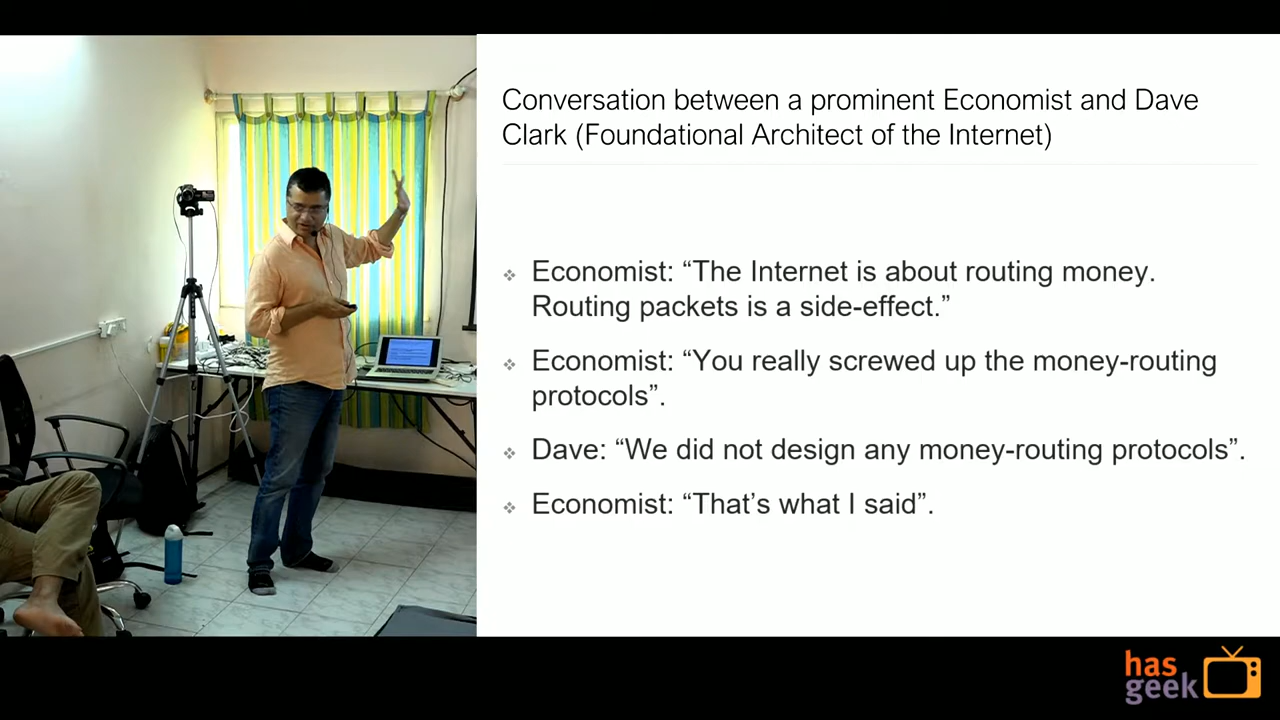 Conversation between a prominent Economist and Dave
Clark (Foundational Architect of the Internet)
❖ Economist: “The Internet is about routing money.
Routing packets is a side-effect.”
❖ Economist: “You really screwed up the money-routing
protocols”.
❖ Dave: “We did not design any money-routing protocols”.
❖ Economist: “That’s what I said”.
has
geek